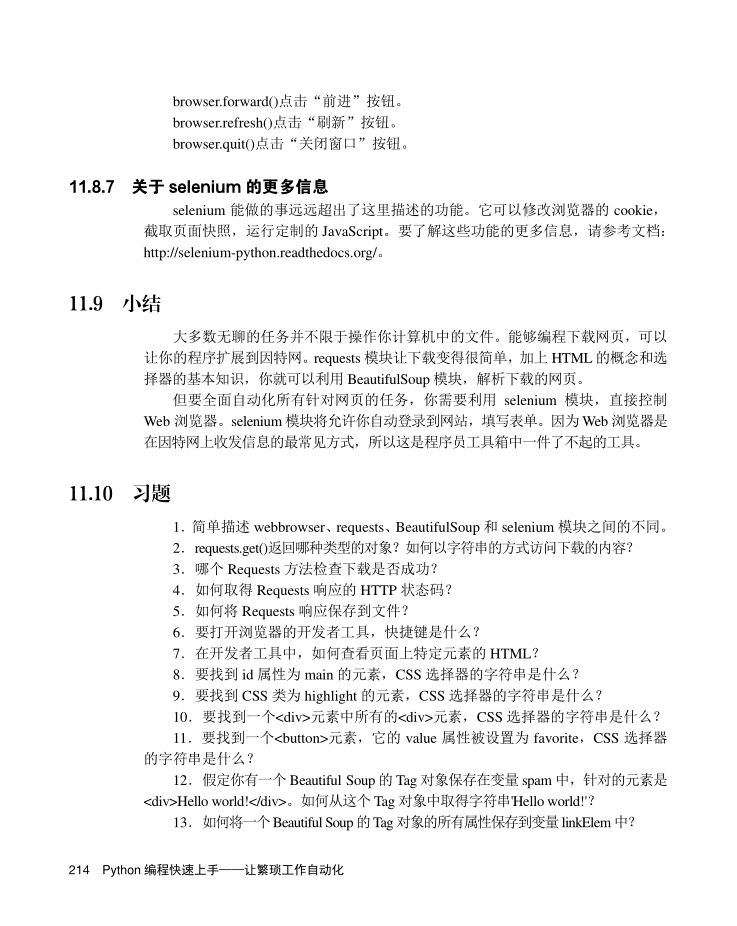 browser.forward()点击“前进”按钮。
browser.refresh()点击“刷新”按钮。
browser.quit()点击“关闭窗口”按钮。
11.8.7 关于 selenium 的更多信息
selenium 能做的事远远超出了这里描述的功能。它可以修改浏览器的 cookie，
截取页面快照，运行定制的 JavaScript。要了解这些功能的更多信息，请参考文档：
http://selenium-python.readthedocs.org/。
11.9 小结
大多数无聊的任务并不限于操作你计算机中的文件。能够编程下载网页，可以
让你的程序扩展到因特网。requests 模块让下载变得很简单，加上 HTML 的概念和选
择器的基本知识，你就可以利用 BeautifulSoup 模块，解析下载的网页。
但要全面自动化所有针对网页的任务，你需要利用 selenium 模块，直接控制
Web 浏览器。selenium 模块将允许你自动登录到网站，填写表单。因为 Web 浏览器是
在因特网上收发信息的最常见方式，所以这是程序员工具箱中一件了不起的工具。
11.10 习题
1．简单描述 webbrowser、requests、BeautifulSoup 和 selenium 模块之间的不同。
2．requests.get()返回哪种类型的对象？如何以字符串的方式访问下载的内容？
3．哪个 Requests 方法检查下载是否成功？
4．如何取得 Requests 响应的 HTTP 状态码？
5．如何将 Requests 响应保存到文件？
6．要打开浏览器的开发者工具，快捷键是什么？
7．在开发者工具中，如何查看页面上特定元素的 HTML？
8．要找到 id 属性为 main 的元素，CSS 选择器的字符串是什么？
9．要找到 CSS 类为 highlight 的元素，CSS 选择器的字符串是什么？
10．要找到一个<div>元素中所有的<div>元素，CSS 选择器的字符串是什么？
11．要找到一个<button>元素，它的 value 属性被设置为 favorite，CSS 选择器
的字符串是什么？
12．假定你有一个 Beautiful Soup 的 Tag 对象保存在变量 spam 中，针对的元素是
<div>Hello world!</div>。如何从这个 Tag 对象中取得字符串'Hello world!'？
13．如何将一个 Beautiful Soup 的 Tag 对象的所有属性保存到变量 linkElem 中？
214 Python 编程快速上手——让繁琐工作自动化